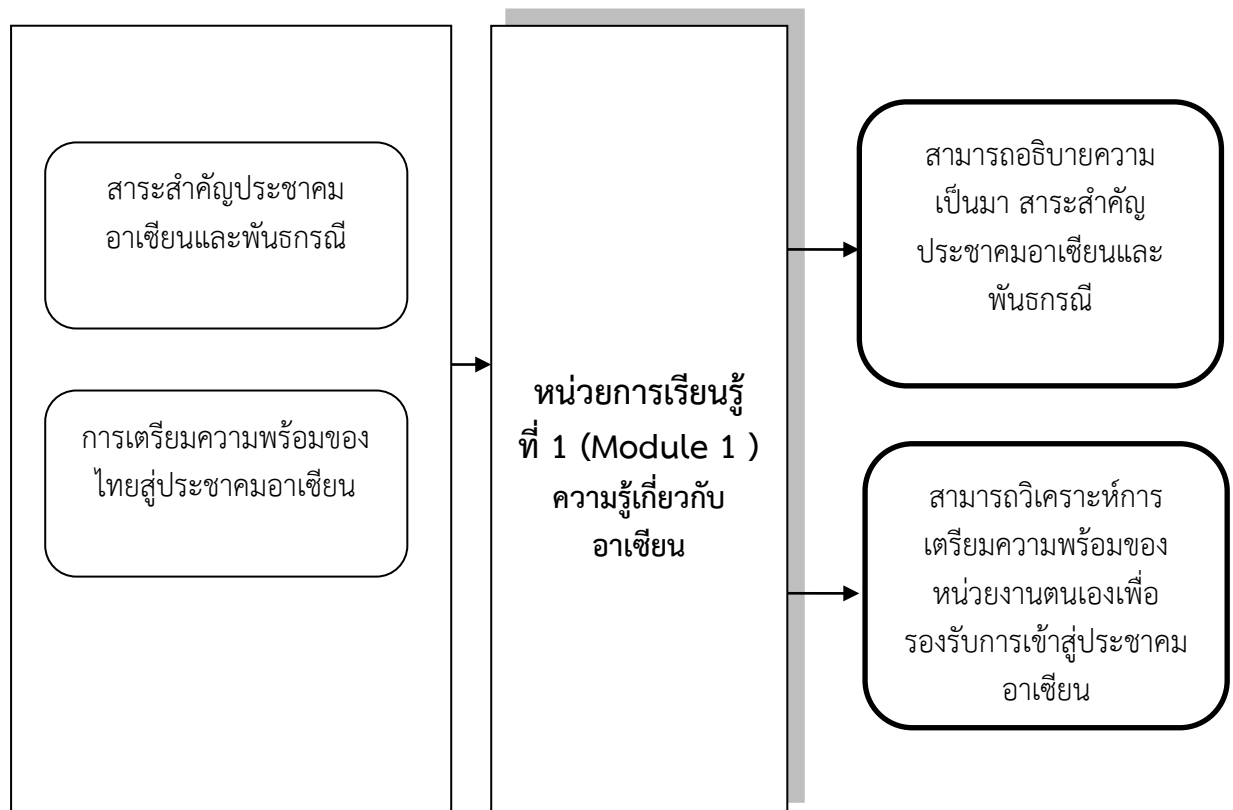 สาระสำคัญประชาคม
อาเซียนและพันธกรณี
การเตรียมความพร้อมของ
ไทยสู่ประชาคมอาเซียน
หน่วยการเรียนรู้
ที่ 1 (Module 1 )
ความรู้เกี่ยวกับ
อาเซียน
สามารถอธิบายความ
เป็นมา สาระสำคัญ
ประชาคมอาเซียนและ
พันธกรณี
สามารถวิเคราะห์การ
เตรียมความพร้อมของ
หน่วยงานตนเองเพื่อ
รองรับการเข้าสู่ประชาคม
อาเซียน